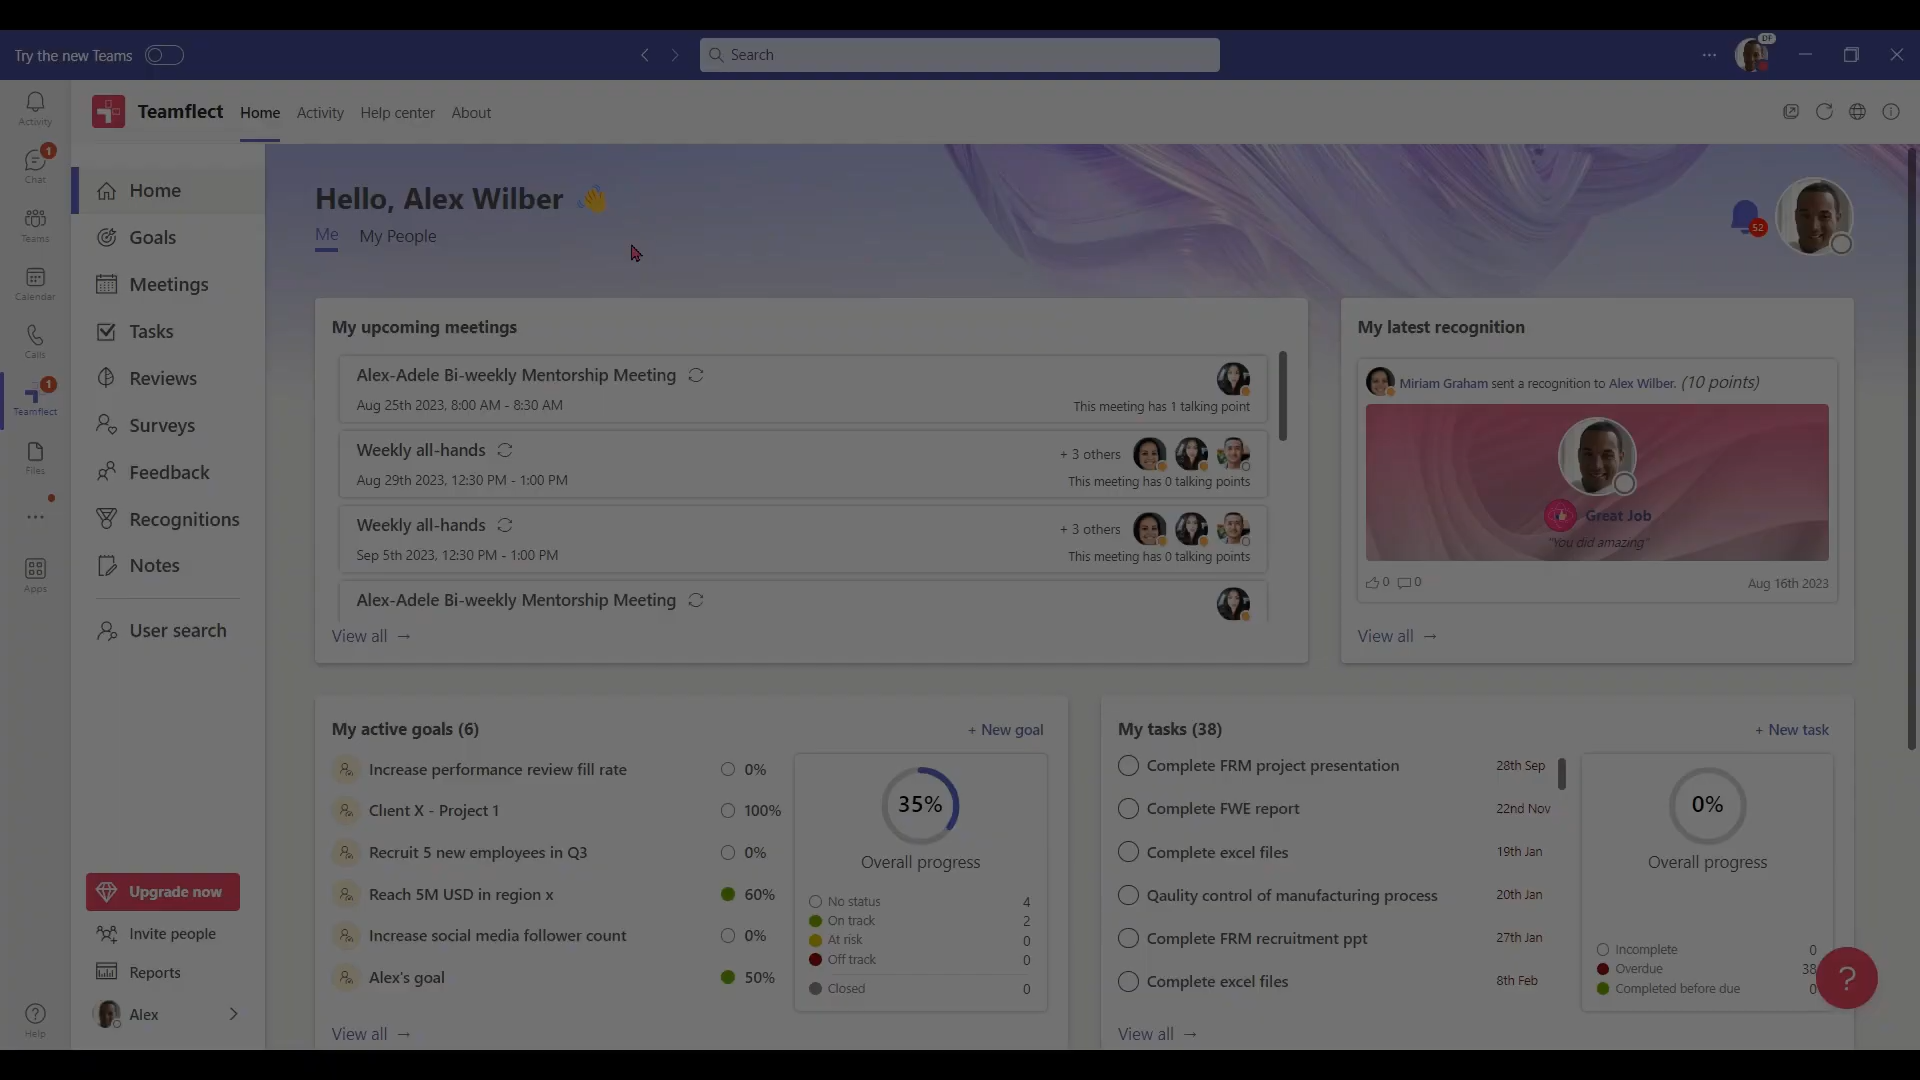 Try the new Teams
Search
DF
Activity
Chat
1
Teams
Calendar
Calls
Teamflect
1
Files
Apps
Help
Teamflect
Home
Activity
Help center
About
Home
Goals
Meetings
Tasks
Reviews
Surveys
Feedback
Recognitions
Notes
User search
Upgrade now
Invite people
Reports
Alex
Hello, Alex Wilber
Me
My People
52
My upcoming meetings
Alex-Adele Bi-weekly Mentorship Meeting
Aug 25th 2023, 8:00 AM - 8:30 AM
This meeting has 1 talking point
Weekly all-hands
+ 3 others
Aug 29th 2023, 12:30 PM - 1:00 PM
This meeting has 0 talking points
Weekly all-hands
+ 3 others
Sep 5th 2023, 12:30 PM - 1:00 PM
This meeting has 0 talking points
Alex-Adele Bi-weekly Mentorship Meeting
View all →
My latest recognition
Miriam Graham sent a recognition to Alex Wilber. (10 points)
Great Job
"You did amazing"
0 0
Aug 16th 2023
View all →
My active goals (6)
+ New goal
Increase performance review fill rate 0%
Client X - Project 1 100%
Recruit 5 new employees in Q3 0%
Reach 5M USD in region x 60%
Increase social media follower count 0%
Alex's goal 50%
35%
Overall progress
No status 4
On track 2
At risk 0
Off track 0
Closed 0
View all →
My tasks (38)
+ New task
Complete FRM project presentation 28th Sep
Complete FWE report 22nd Nov
Complete excel files 19th Jan
Qaulity control of manufacturing process 20th Jan
Complete FRM recruitment ppt 27th Jan
Complete excel files 8th Feb
0%
Overall progress
Incomplete 0
Overdue 38
Completed before due 0
View all →
?